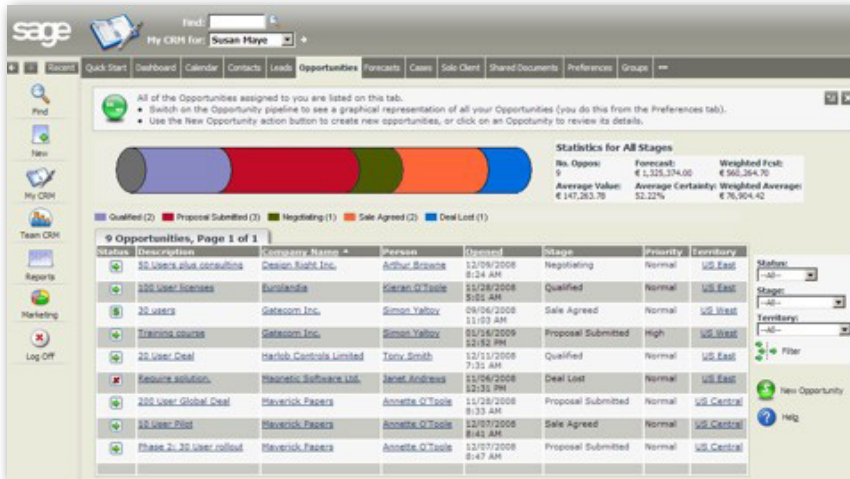 sage
Find:
My CRM for: Susan Maye
Recent
Quick Start Dashboard Calendar Contacts Leads Opportunities Forecasts Cases Solo Client Shared Documents Preferences Groups
Find
New
My CRM
Team CRM
Reports
Marketing
Log Off
All of the Opportunities assigned to you are listed on this tab.
• Switch on the Opportunity pipeline to see a graphical representation of all your Opportunities (you do this from the Preferences tab).
• Use the New Opportunity action button to create new opportunities, or click on an Oppotunity to review its details.
Statistics for All Stages
No. Oppos: Forecast: Weighted Fcst:
9 € 1,325,374.00 € 560,264.70
Average Value: Average Certainty: Weighted Average:
€ 147,263.78 52.22% € 76,904.42
Qualified (2) Proposal Submitted (3) Negotiating (1) Sale Agreed (2) Deal Lost (1)
9 Opportunities, Page 1 of 1
Status Description Company Name Person Opened Stage Priority Territory
50 Users plus consulting Design Right Inc. Arthur Browne 12/09/2008 8:24 AM Negotiating Normal US East
100 User licenses Eurolandia Kieran O'Toole 11/28/2008 5:01 AM Qualified Normal US East
30 users Gatecom Inc. Simon Yaltoy 09/06/2008 11:03 AM Sale Agreed Normal US West
Training course Gatecom Inc. Simon Yaltoy 01/16/2009 12:52 PM Proposal Submitted High US West
20 User Deal Harlob Controls Limited Tony Smith 12/11/2008 7:31 AM Qualified Normal US East
Require solution. Magnetic Software Ltd. Janet Andrews 11/06/2008 12:31 PM Deal Lost Normal US East
200 User Global Deal Maverick Papers Annette O'Toole 11/28/2008 8:33 AM Proposal Submitted Normal US Central
10 User Pilot Maverick Papers Annette O'Toole 12/07/2008 8:41 AM Sale Agreed Normal US Central
Phase 2: 30 User rollout Maverick Papers Annette O'Toole 12/07/2008 8:47 AM Proposal Submitted Normal US Central
Status:
--All--
Stage:
--All--
Territory:
--All--
Filter
New Opportunity
Help